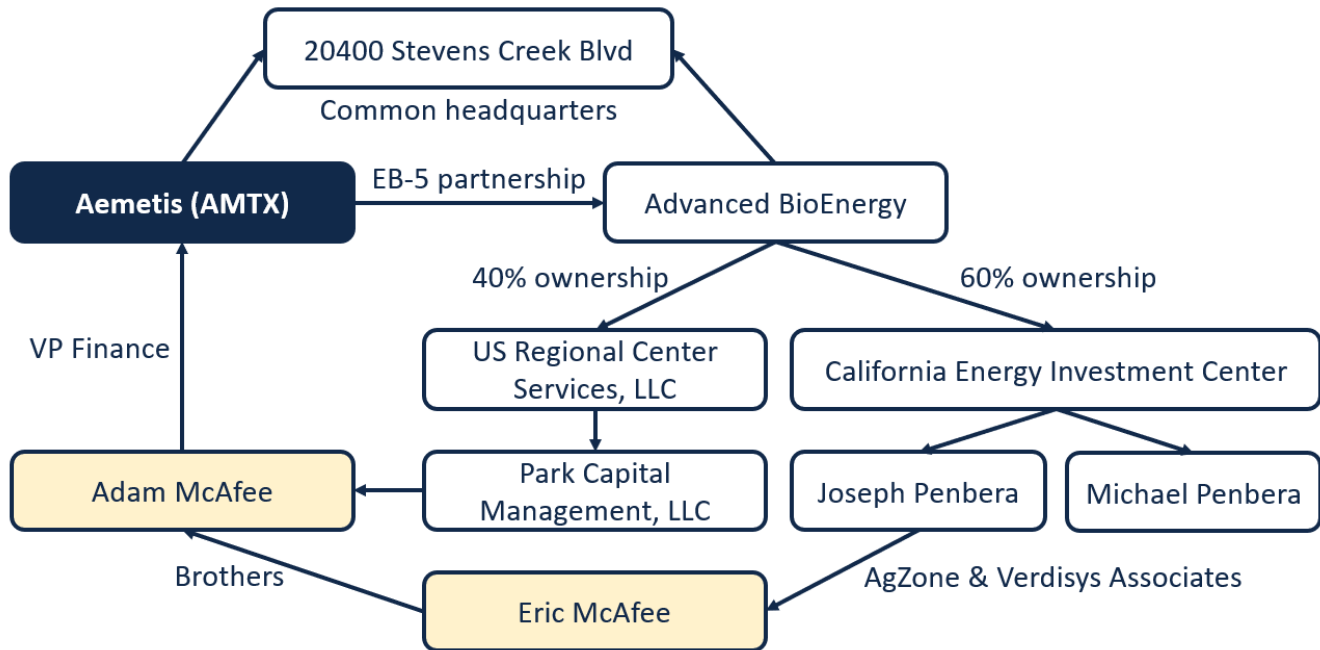 20400 Stevens Creek Blvd
Common headquarters
Aemetis (AMTX)
EB-5 partnership
Advanced BioEnergy
40% ownership
60% ownership
VP Finance
US Regional Center
Services, LLC
California Energy Investment Center
Adam McAfee
Park Capital
Management, LLC
Joseph Penbera
Michael Penbera
Brothers
Eric McAfee
AgZone & Verdisys Associates